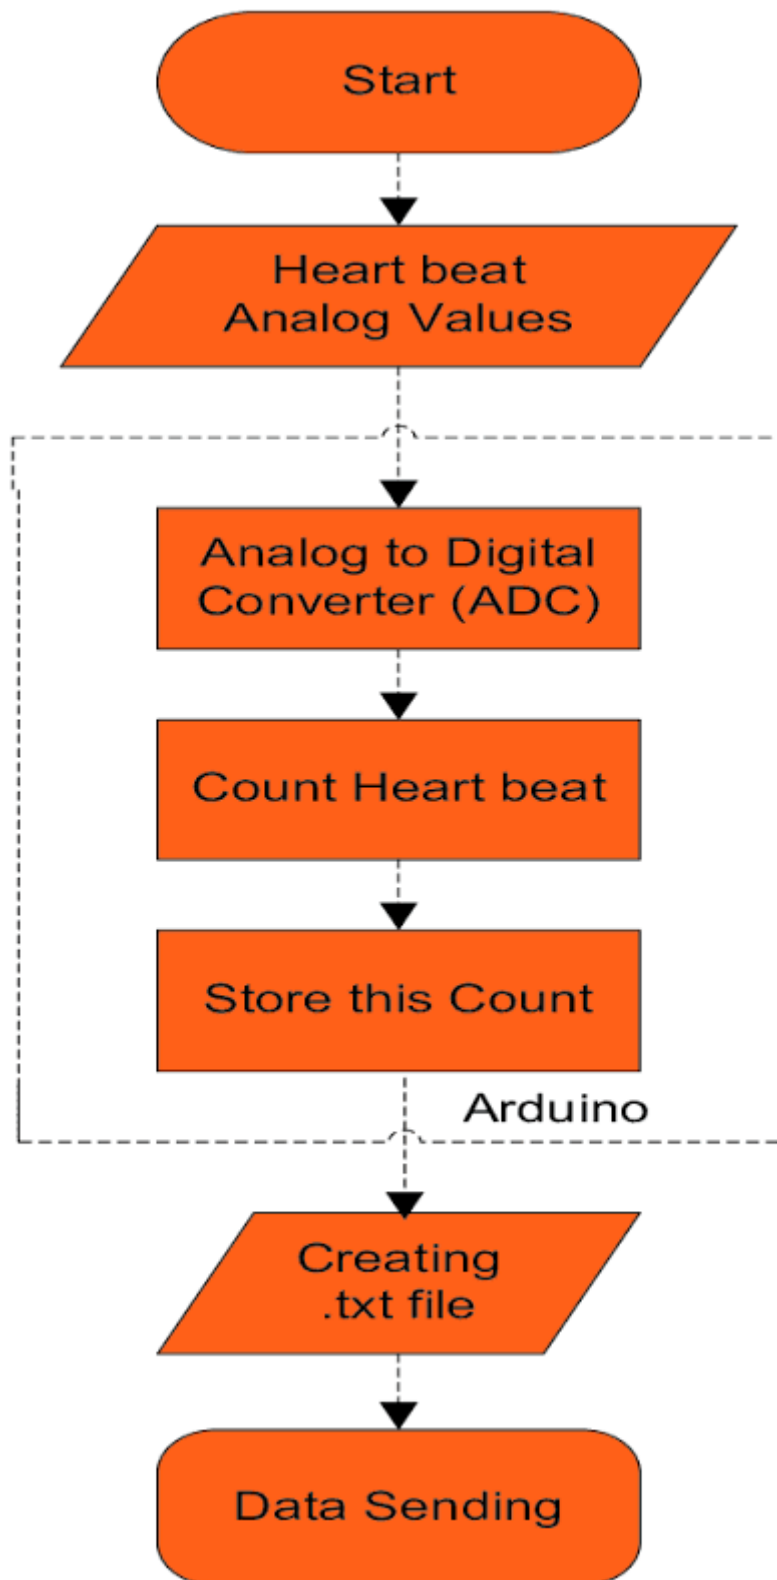 Start
Heart beat
Analog Values
Analog to Digital
Converter (ADC)
Count Heart beat
Store this Count
Arduino
Creating
.txt file
Data Sending